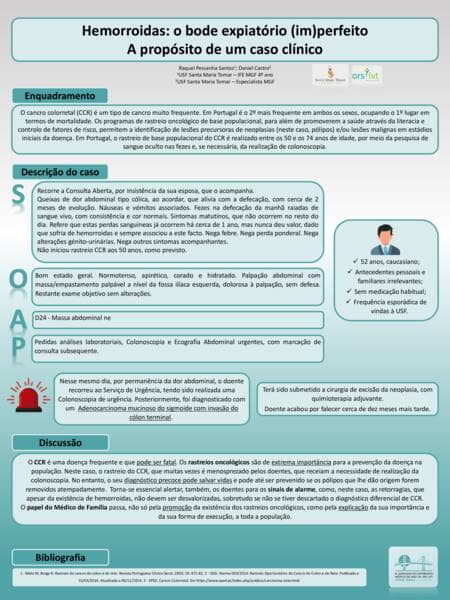 Hemorroidas: o bode expiatório (im)perfeito
A propósito de um caso clínico
Raquel Pessanha Santos¹; Daniel Castro²
¹USF Santa Maria Tomar – IFE MGF 4º ano
²USF Santa Maria Tomar – Especialista MGF
ors lvt
Enquadramento
O cancro colorretal (CCR) é um tipo de cancro muito frequente. Em Portugal é o 2º mais frequente em ambos os sexos, ocupando o 1º lugar em
termos de mortalidade. Os programas de rastreio oncológico de base populacional, para além de promoverem a saúde através da literacia e
controlo de fatores de risco, permitem a identificação de lesões precursoras de neoplasias (neste caso, pólipos) e/ou lesões malignas em estádios
iniciais da doença. Em Portugal, o rastreio de base populacional do CCR é realizado entre os 50 e os 74 anos de idade, por meio da pesquisa de
sangue oculto nas fezes e, se necessária, da realização de colonoscopia.
Descrição do caso
S
Recorre a Consulta Aberta, por insistência da sua esposa, que o acompanha.
Queixas de dor abdominal tipo cólica, ao acordar, que alivia com a defecação, com cerca de 2
meses de evolução. Náuseas e vómitos associados. Fezes na defecação da manhã raiadas de
sangue vivo, com consistência e cor normais. Sintomas matutinos, que não ocorrem no resto do
dia. Refere que estas perdas sanguíneas já ocorrem há cerca de 1 ano, mas nunca deu valor, dado
que sofria de hemorroidas e sempre associou a este facto. Nega febre. Nega perda ponderal. Nega
alterações génito-urinárias. Nega outros sintomas acompanhantes.
Não iniciou rastreio CCR aos 50 anos, como previsto.
✓ 52 anos, caucasiano;
✓ Antecedentes pessoais e
familiares irrelevantes;
✓ Sem medicação habitual;
✓ Frequência esporádica de
vindas à USF.
O
Bom estado geral. Normotenso, apirético, corado e hidratado. Palpação abdominal com
massa/empastamento palpável a nível da fossa ilíaca esquerda, dolorosa à palpação, sem defesa.
Restante exame objetivo sem alterações.
A
D24 - Massa abdominal ne
P
Pedidas análises laboratoriais, Colonoscopia e Ecografia Abdominal urgentes, com marcação de
consulta subsequente.
Nesse mesmo dia, por permanência da dor abdominal, o doente
recorreu ao Serviço de Urgência, tendo sido realizada uma
Colonoscopia de urgência. Posteriormente, foi diagnosticado com
um Adenocarcinoma mucinoso do sigmoide com invasão do
cólon terminal.
Terá sido submetido a cirurgia de excisão da neoplasia, com
quimioterapia adjuvante.
Doente acabou por falecer cerca de dez meses mais tarde.
Discussão
O CCR é uma doença frequente e que pode ser fatal. Os rastreios oncológicos são de extrema importância para a prevenção da doença na
população. Neste caso, o rastreio do CCR, que muitas vezes é menosprezado pelos doentes, que receiam a necessidade de realização da
colonoscopia. No entanto, o seu diagnóstico precoce pode salvar vidas e pode até ser prevenido se os pólipos que lhe dão origem forem
removidos atempadamente. Torna-se essencial alertar, também, os doentes para os sinais de alarme, como, neste caso, as retorragias, que
apesar da existência de hemorroidas, não devem ser desvalorizadas, sobretudo se não se tiver descartado o diagnóstico diferencial de CCR.
O papel do Médico de Família passa, não só pela promoção da existência dos rastreios oncológicos, como pela explicação da sua importância e
da sua forma de execução, a toda a população.
Bibliografia